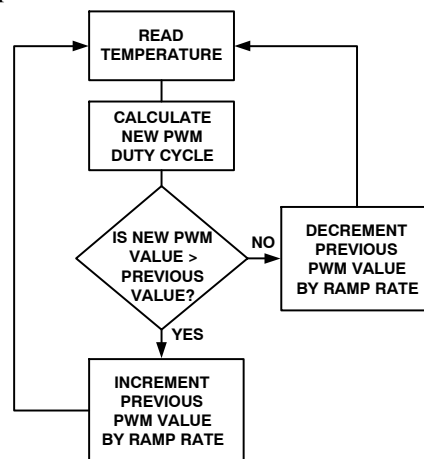 READ
TEMPERATURE
CALCULATE
NEW PWM
DUTY CYCLE
IS NEW PWM
VALUE >
PREVIOUS
VALUE?
NO
DECREMENT
PREVIOUS
PWM VALUE
BY RAMP RATE
YES
INCREMENT
PREVIOUS
PWM VALUE
BY RAMP RATE